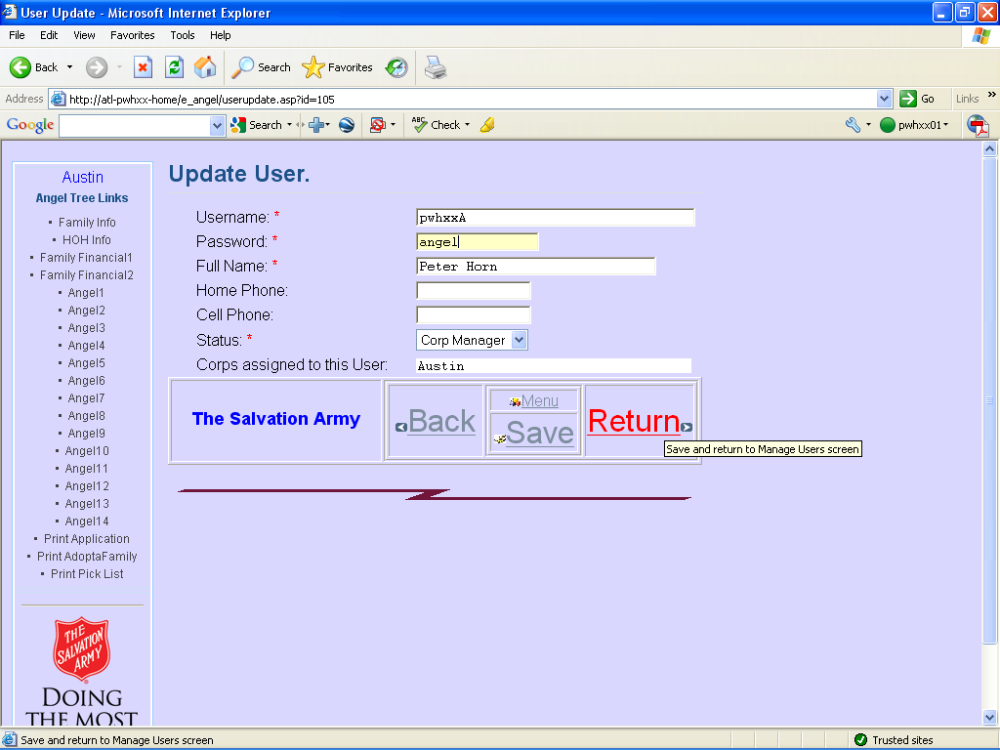 User Update - Microsoft Internet Explorer
File Edit View Favorites Tools Help
Back Search Favorites
Address http://atl-pwhxx-home/e_angel/userupdate.asp?id=105 Go Links »
Google Search Check pwhxx01
Austin
Angel Tree Links
• Family Info
• HOH Info
• Family Financial1
• Family Financial2
• Angel1
• Angel2
• Angel3
• Angel4
• Angel5
• Angel6
• Angel7
• Angel8
• Angel9
• Angel10
• Angel11
• Angel12
• Angel13
• Angel14
• Print Application
• Print AdoptaFamily
• Print Pick List
THE
SALVATION
ARMY
DOING
THE MOST
Update User.
Username: * pwhxxA
Password: * angel
Full Name: * Peter Horn
Home Phone:
Cell Phone:
Status: * Corp Manager
Corps assigned to this User: Austin
The Salvation Army
Back
Menu
Save
Return
Save and return to Manage Users screen
Save and return to Manage Users screen Trusted sites